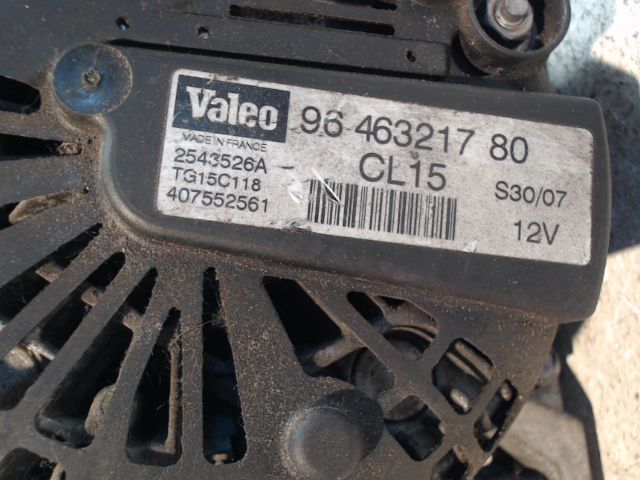 Valeo
MADE IN FRANCE
2543526A
TG15C118
407552561
96 463217 80
CL15
S30/07
12V